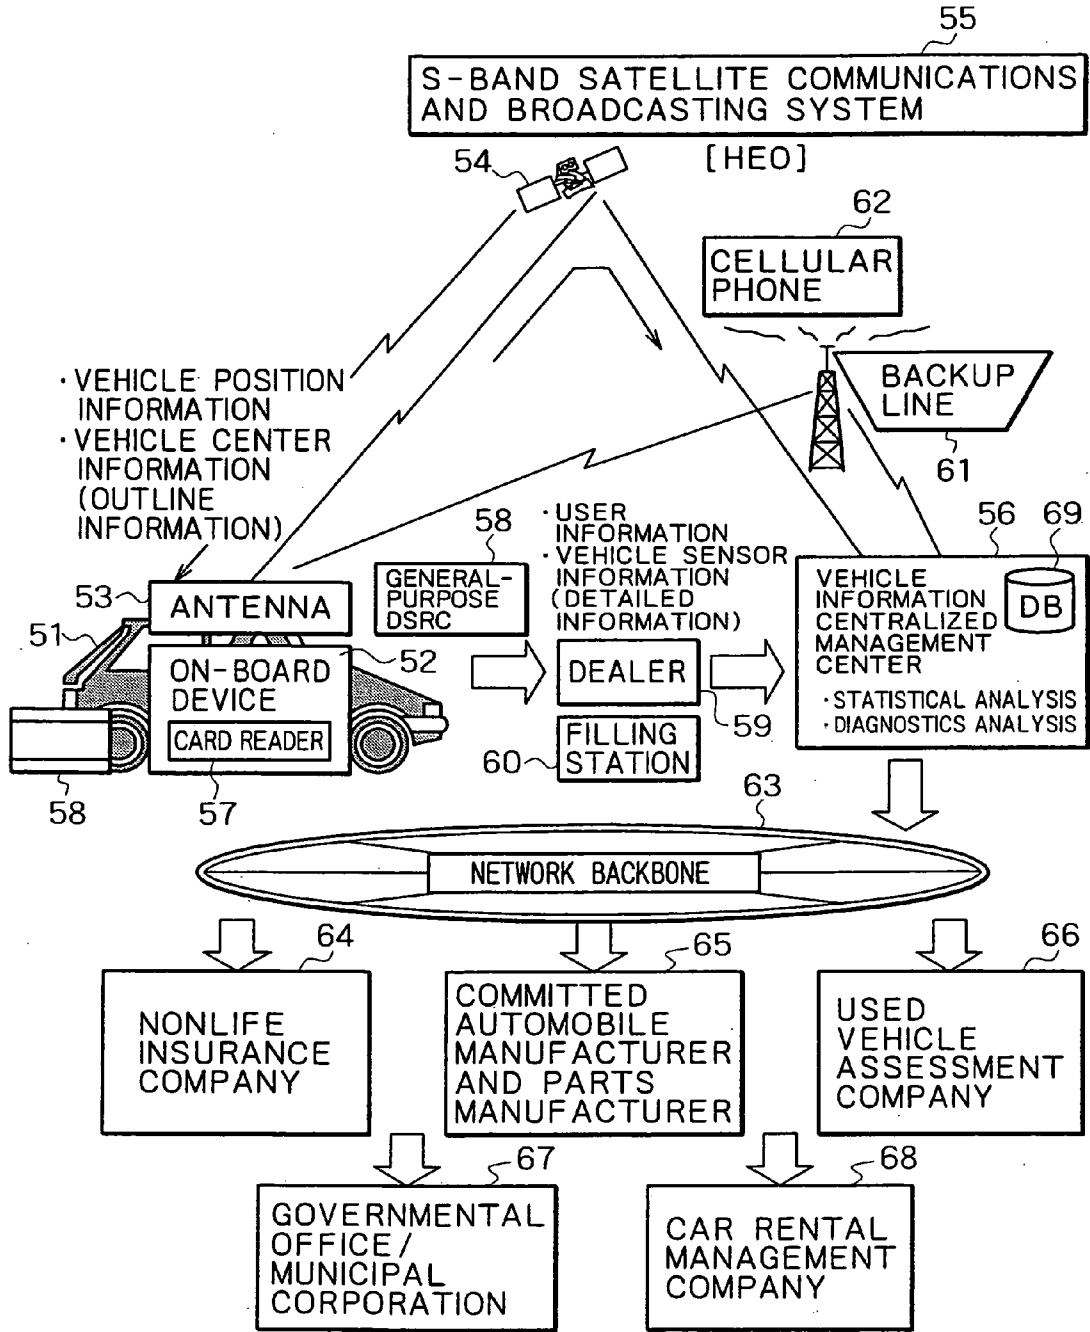 55
S-BAND SATELLITE COMMUNICATIONS
AND BROADCASTING SYSTEM
54
[HEO]
62
CELLULAR
PHONE
BACKUP
LINE
61
· VEHICLE POSITION
INFORMATION
· VEHICLE CENTER
INFORMATION
(OUTLINE
INFORMATION)
53
ANTENNA
51
ON-BOARD
DEVICE
52
CARD READER
57
58
58
GENERAL-
PURPOSE
DSRC
· USER
INFORMATION
· VEHICLE SENSOR
INFORMATION
(DETAILED
INFORMATION)
DEALER
59
FILLING
STATION
60
56
69
VEHICLE
INFORMATION
CENTRALIZED
MANAGEMENT
CENTER
DB
· STATISTICAL ANALYSIS
· DIAGNOSTICS ANALYSIS
63
NETWORK BACKBONE
64
NONLIFE
INSURANCE
COMPANY
65
COMMITTED
AUTOMOBILE
MANUFACTURER
AND PARTS
MANUFACTURER
66
USED
VEHICLE
ASSESSMENT
COMPANY
67
GOVERNMENTAL
OFFICE/
MUNICIPAL
CORPORATION
68
CAR RENTAL
MANAGEMENT
COMPANY